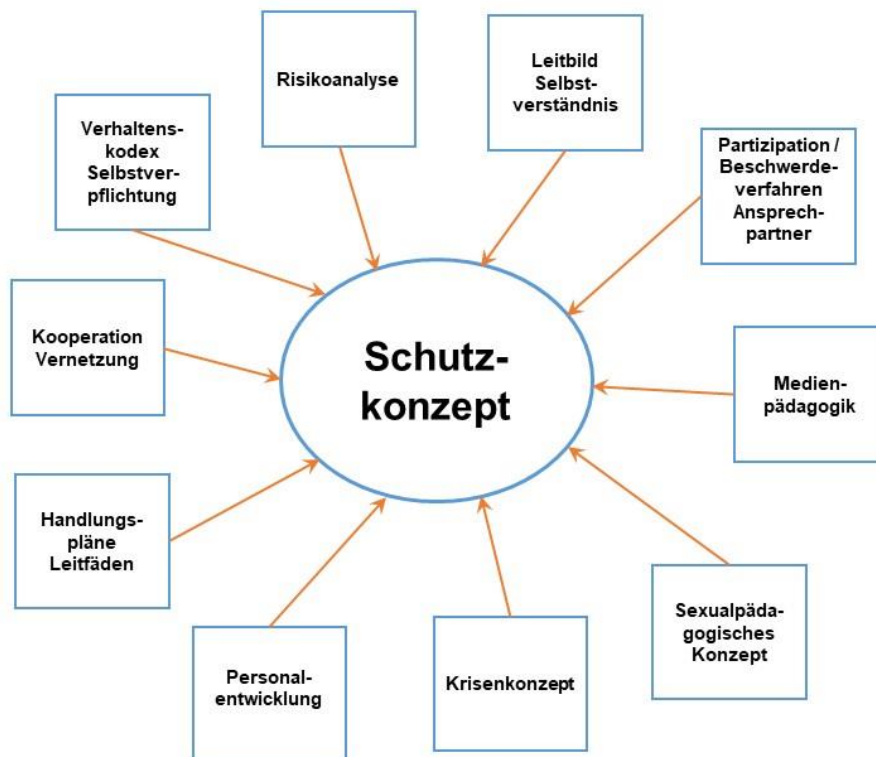 Risikoanalyse
Leitbild
Selbst-
verständnis
Verhaltens-
kodex
Selbstver-
pflichtung
Partizipation /
Beschwerde-
verfahren
Ansprech-
partner
Kooperation
Vernetzung
Schutz-
konzept
Medien-
pädagogik
Handlungs-
pläne
Leitfäden
Sexualpäda-
gogisches
Konzept
Personal-
entwicklung
Krisenkonzept